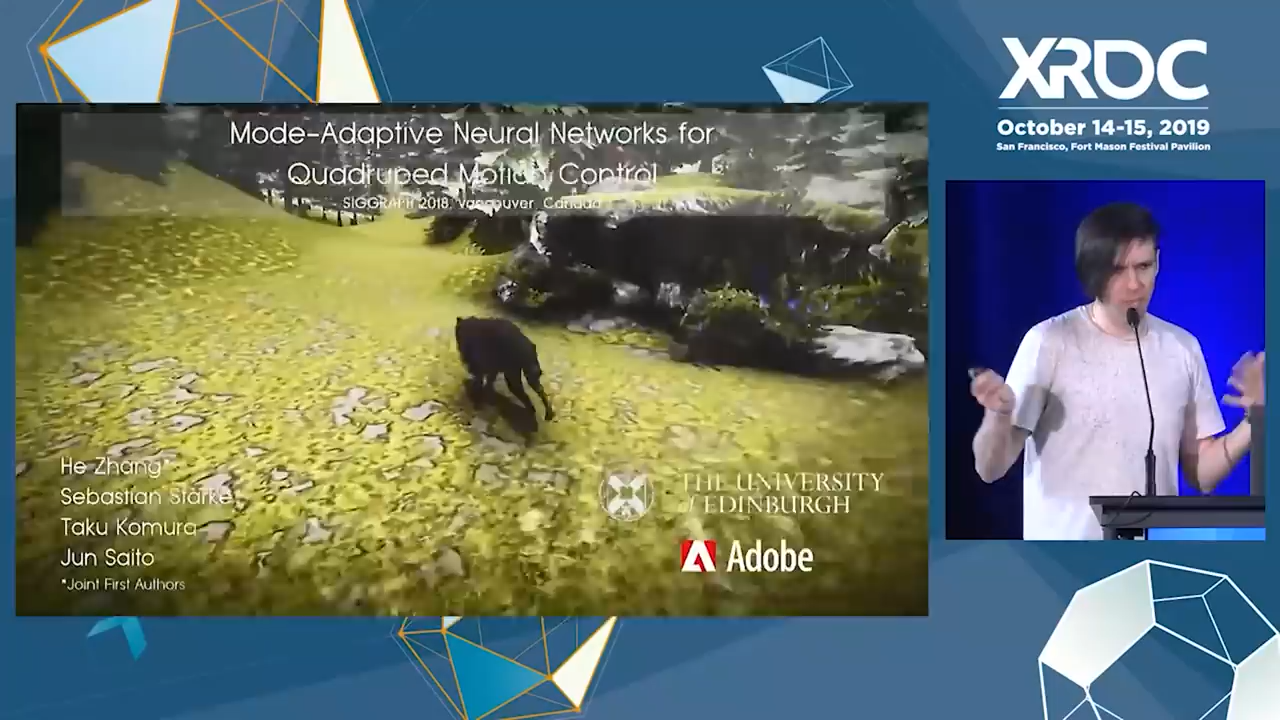 XRDC
October 14-15, 2019
San Francisco, Fort Mason Festival Pavilion
Mode-Adaptive Neural Networks for
Quadruped Motion Control
SIGGRAPH 2018, Vancouver, Canada
He Zhang*
Sebastian Starke*
Taku Komura
Jun Saito
*Joint First Authors
THE UNIVERSITY
of EDINBURGH
Adobe